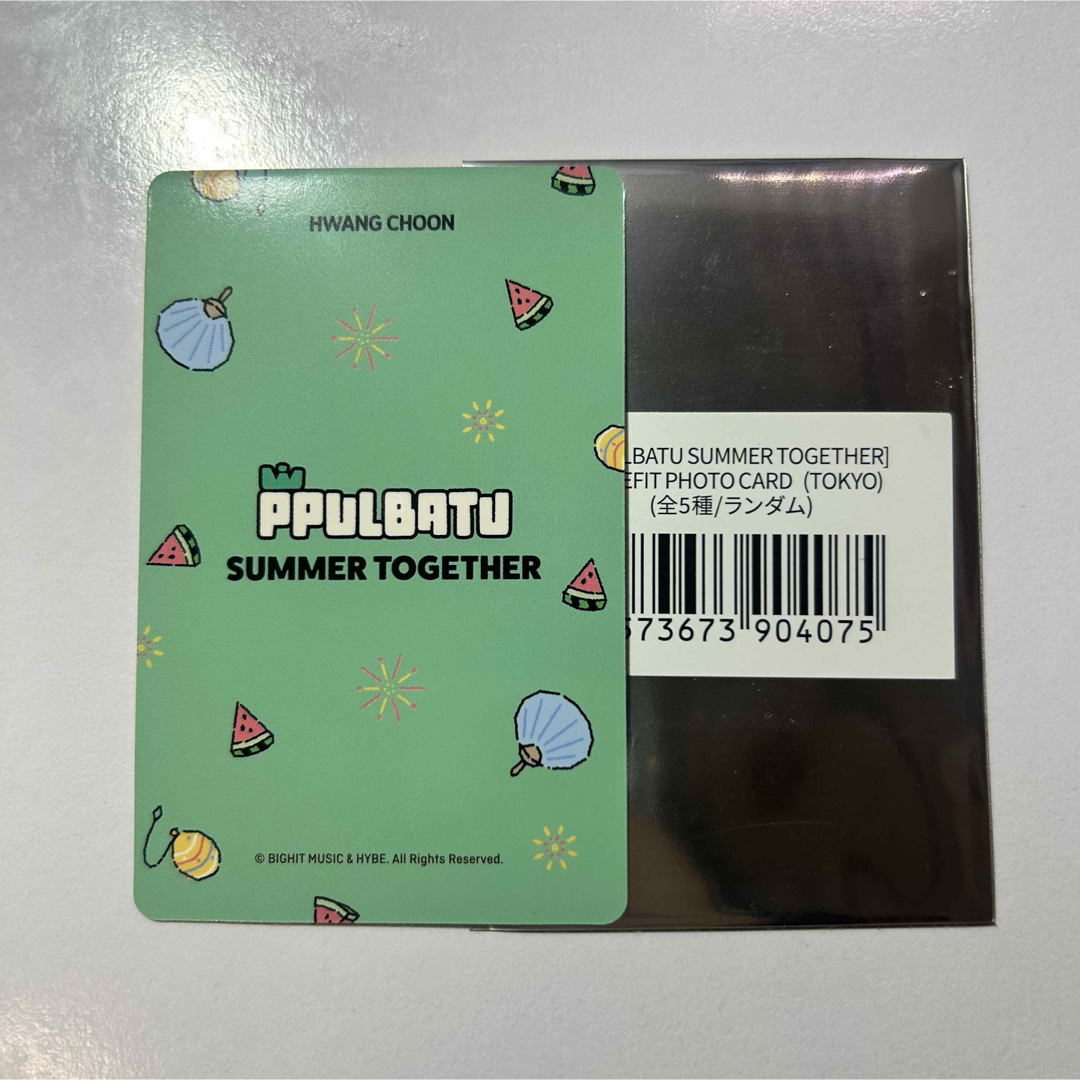 HWANG CHOON
PPULBATU
SUMMER TOGETHER
© BIGHIT MUSIC & HYBE. All Rights Reserved.
LBATU SUMMER TOGETHER]
EFIT PHOTO CARD (TOKYO)
(全5種/ランダム)
573673 904075